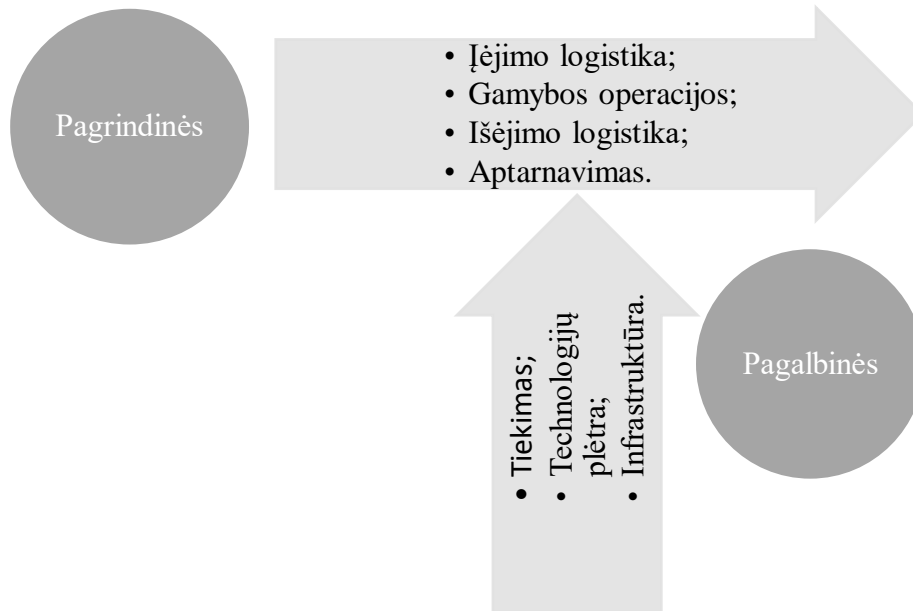 Pagrindinės
• Įėjimo logistika;
• Gamybos operacijos;
• Išėjimo logistika;
• Aptarnavimas.
• Tiekimas;
• Technologijų
plėtra;
• Infrastruktūra.
Pagalbinės